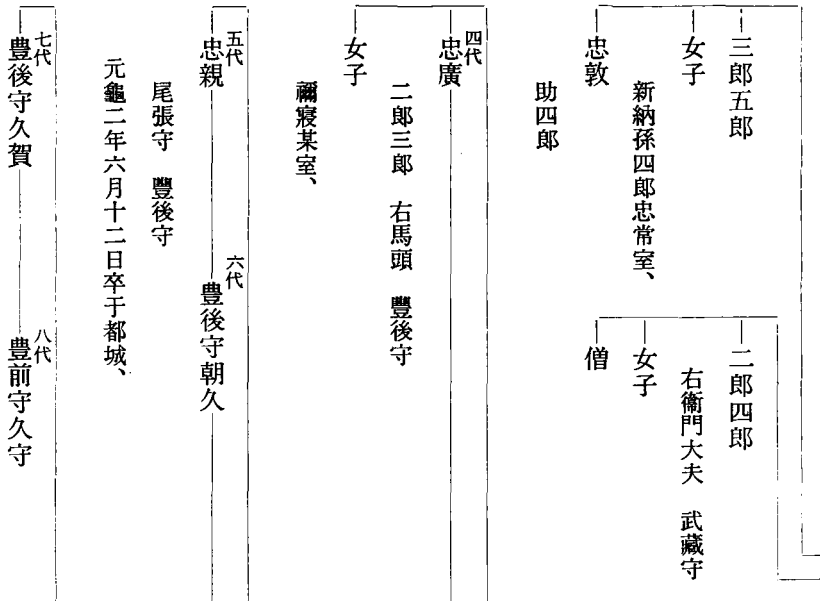 三郎五郎
女子
新納孫四郎忠常室、
忠敦
助四郎
二郎四郎
右衞門大夫　武藏守
女子
僧
四代
忠廣
二郎三郎　右馬頭　豐後守
女子
禰寢某室、
五代
忠親
六代
豊後守朝久
尾張守　豐後守
元龜二年六月十二日卒于都城、
七代
豊後守久賀
八代
豊前守久守